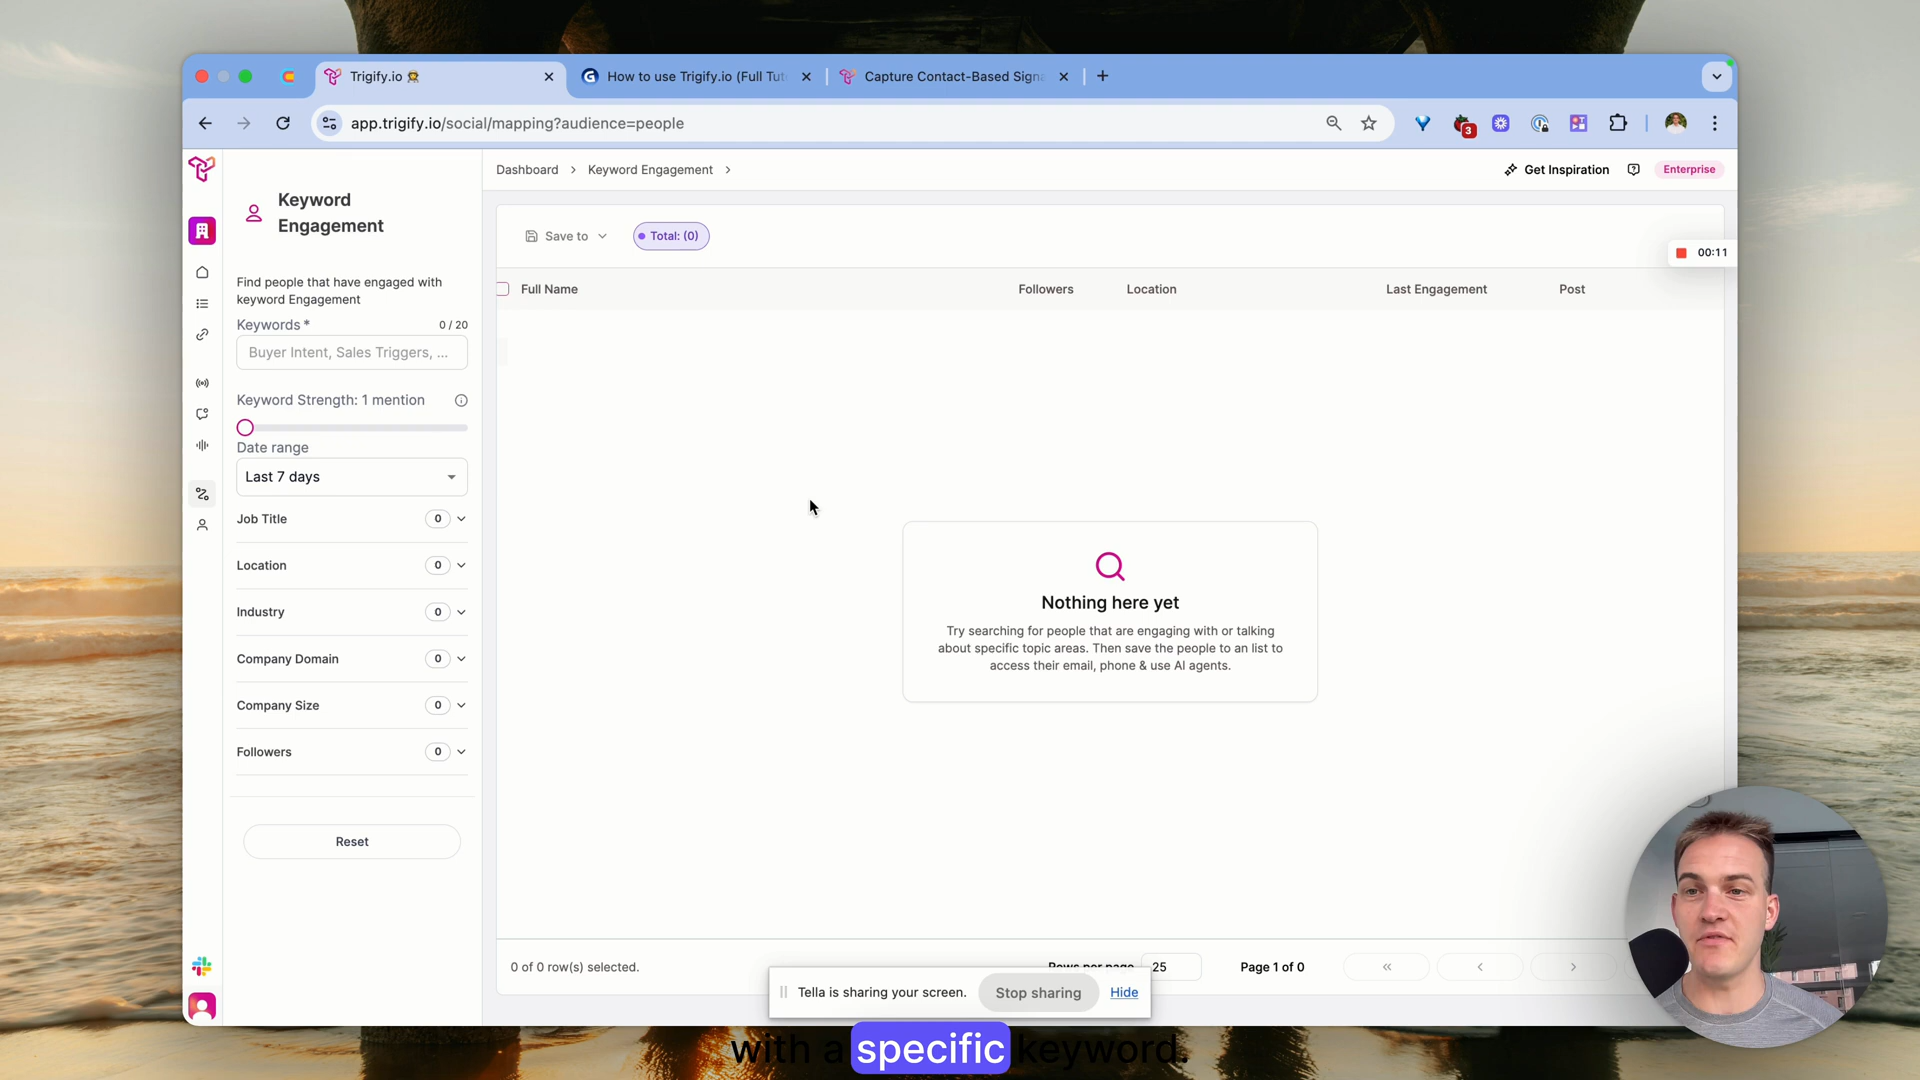 Trigify.io
How to use Trigify.io (Full Tut
Capture Contact-Based Signa
app.trigify.io/social/mapping?audience=people
3
Dashboard
Keyword Engagement
Get Inspiration
Enterprise
Keyword
Engagement
Save to
Total: (0)
00:11
Find people that have engaged with
keyword Engagement
Full Name
Followers
Location
Last Engagement
Post
Keywords *
0 / 20
Buyer Intent, Sales Triggers, ...
Keyword Strength: 1 mention
Date range
Last 7 days
Job Title
0
Location
0
Industry
0
Company Domain
0
Company Size
0
Followers
0
Reset
Nothing here yet
Try searching for people that are engaging with or talking
about specific topic areas. Then save the people to an list to
access their email, phone & use AI agents.
0 of 0 row(s) selected.
Rows per page
25
Page 1 of 0
Tella is sharing your screen.
Stop sharing
Hide
with a specific keyword.